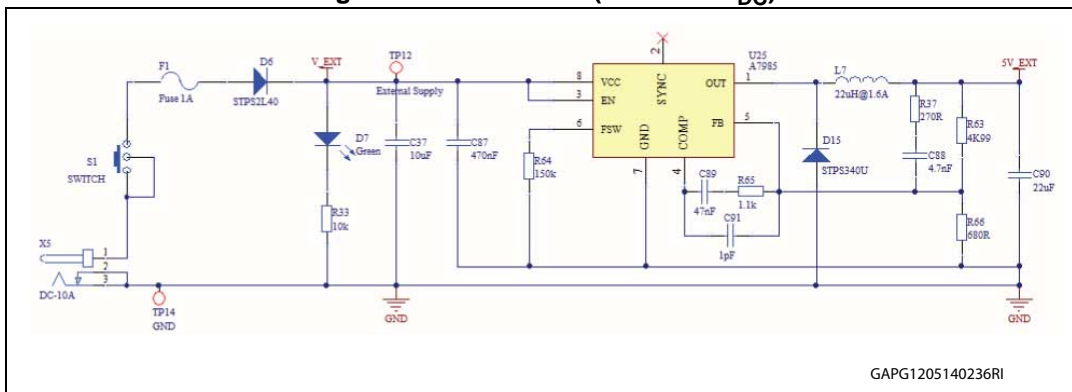 F1
Fuse 1A
D6
STPS2L40
V_EXT
TP12
External Supply
D7
Green
C37
10uF
C87
470nF
R33
10k
S1
SWITCH
X5
1
2
3
DC-10A
TP14
GND
GND
2
SYNC
U25
A7985
8
VCC
3
EN
6
FSW
GND
COMP
OUT
1
FB
5
7
4
R64
150k
C89
47nF
R65
1.1k
C91
1pF
L7
22uH@1.6A
D15
STPS340U
R37
270R
C88
4.7nF
R63
4K99
R66
680R
5V_EXT
C90
22uF
GND
GAPG1205140236RI